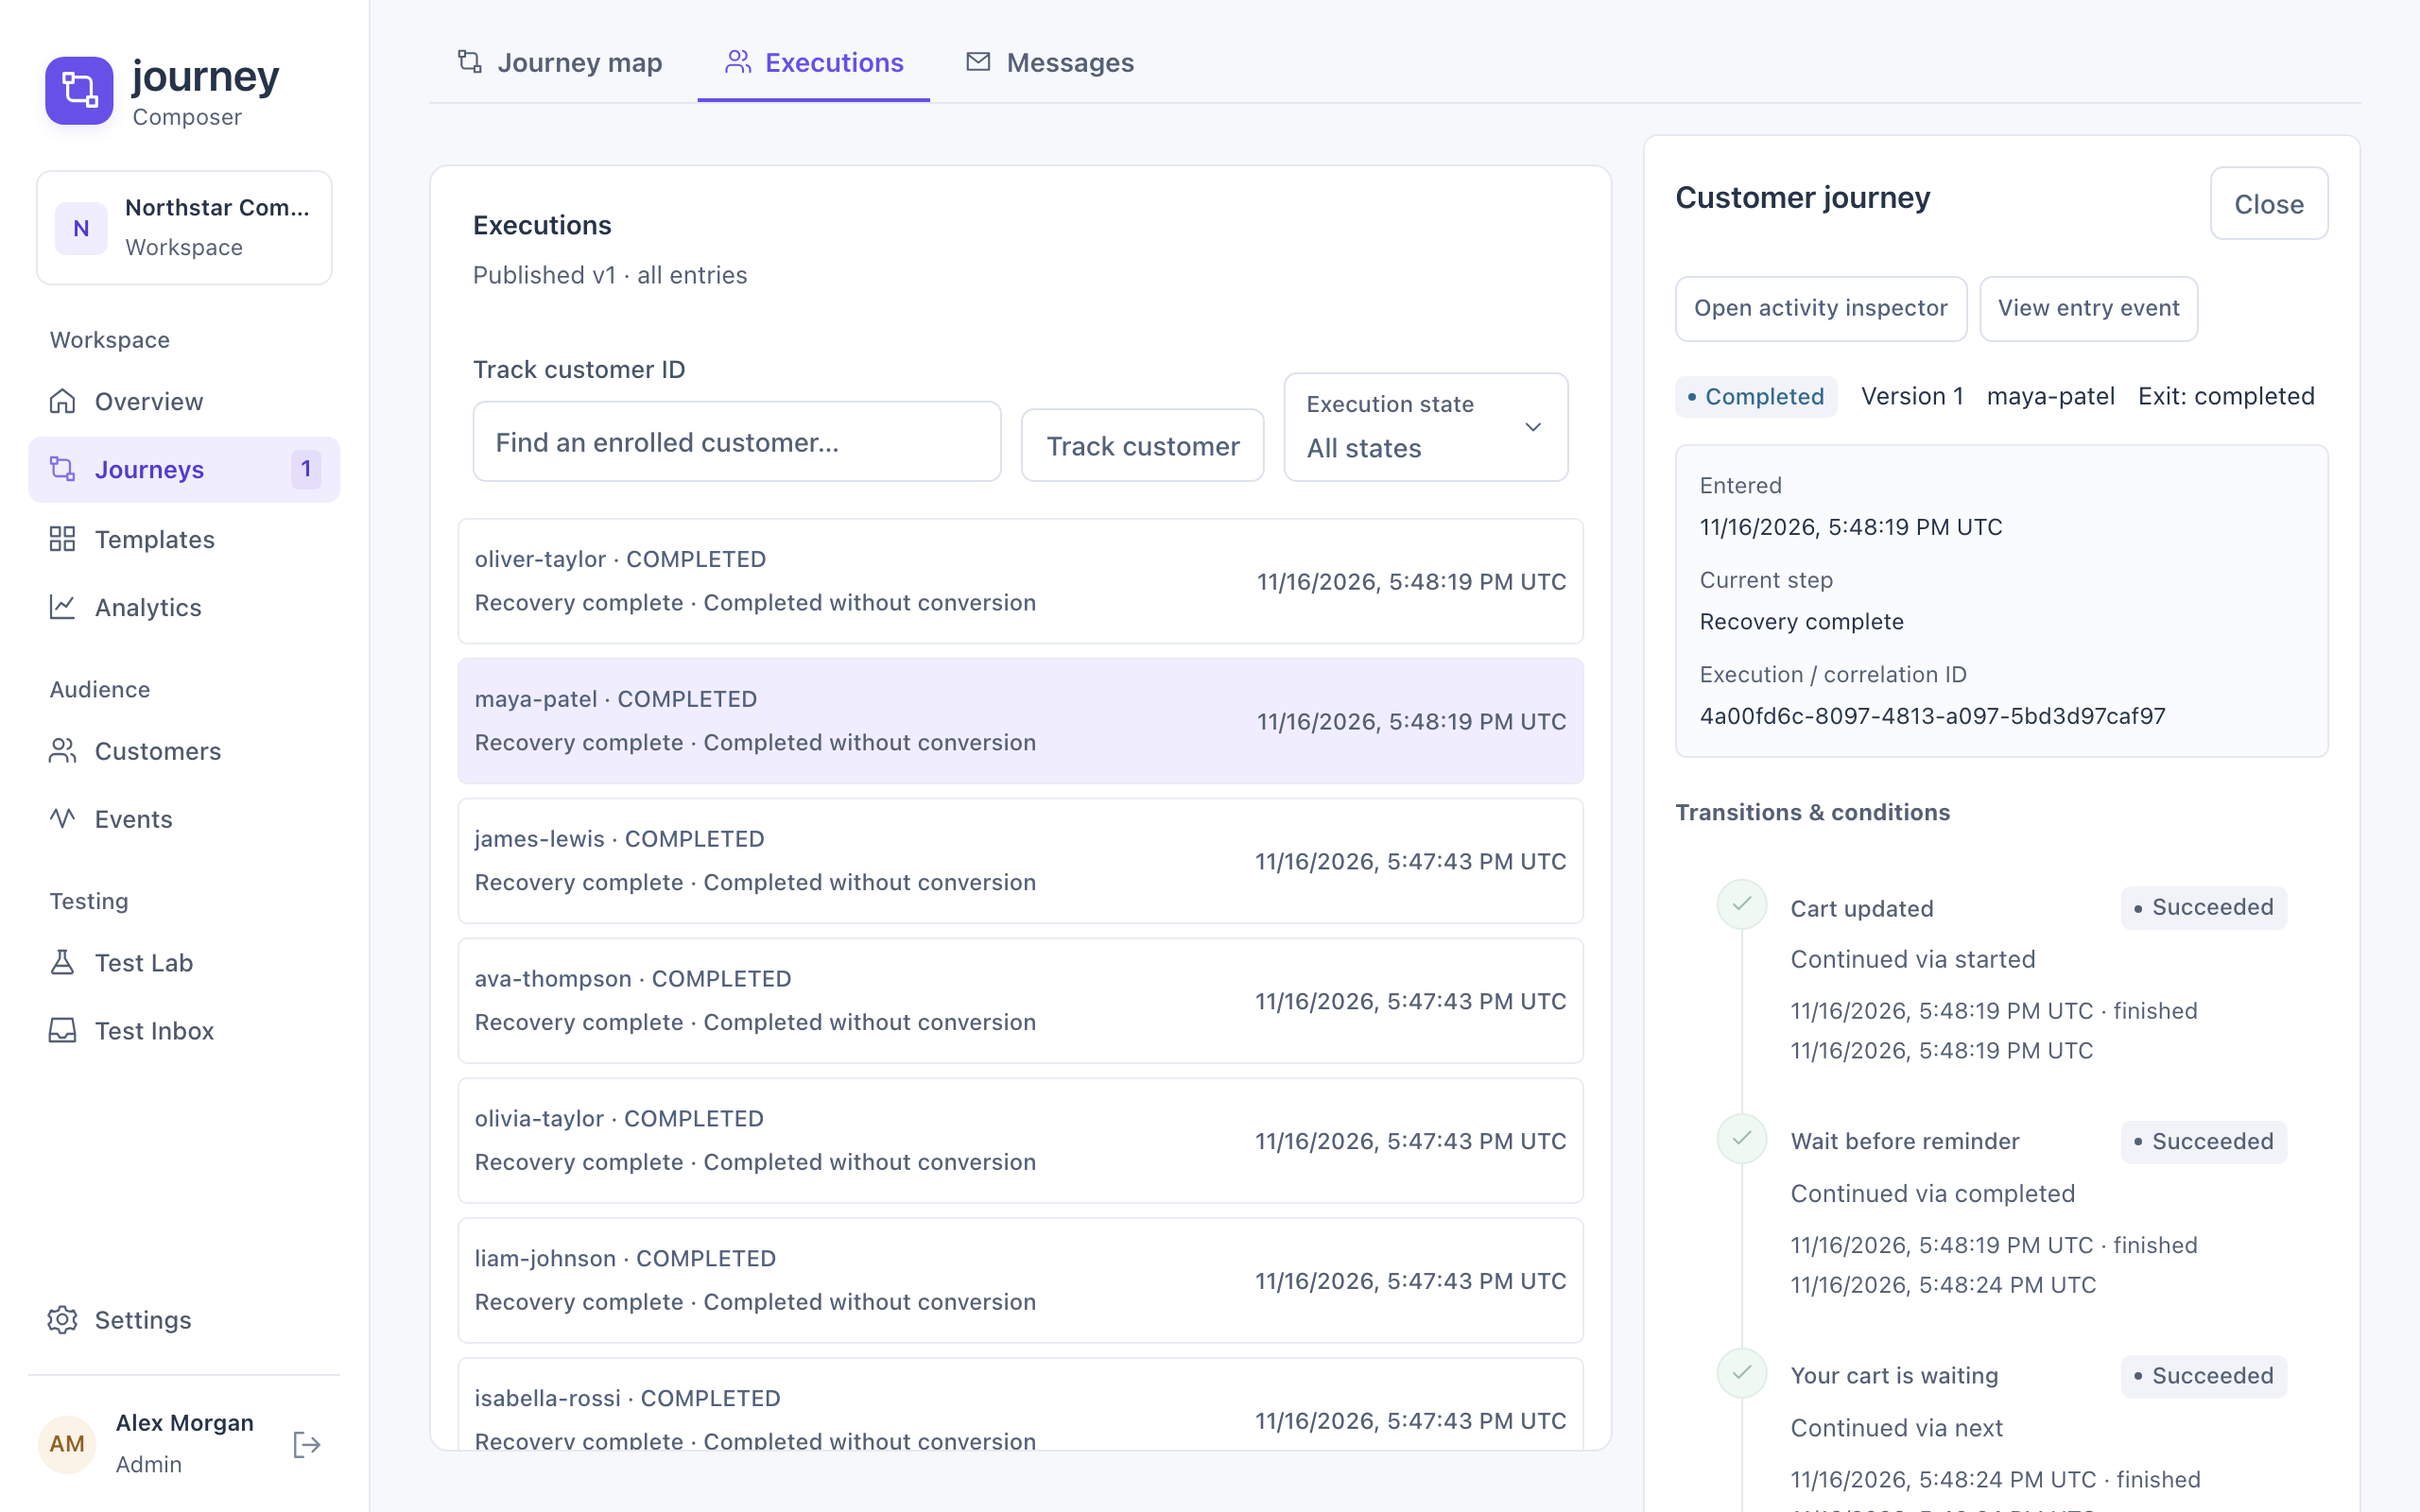 journey
Composer
N
Northstar Com...
Workspace
Workspace
Overview
Journeys
1
Templates
Analytics
Audience
Customers
Events
Testing
Test Lab
Test Inbox
Settings
AM
Alex Morgan
Admin
Journey map
Executions
Messages
Executions
Published v1 · all entries
Track customer ID
Find an enrolled customer...
Track customer
Execution state
All states
oliver-taylor · COMPLETED
Recovery complete · Completed without conversion
11/16/2026, 5:48:19 PM UTC
maya-patel · COMPLETED
Recovery complete · Completed without conversion
11/16/2026, 5:48:19 PM UTC
james-lewis · COMPLETED
Recovery complete · Completed without conversion
11/16/2026, 5:47:43 PM UTC
ava-thompson · COMPLETED
Recovery complete · Completed without conversion
11/16/2026, 5:47:43 PM UTC
olivia-taylor · COMPLETED
Recovery complete · Completed without conversion
11/16/2026, 5:47:43 PM UTC
liam-johnson · COMPLETED
Recovery complete · Completed without conversion
11/16/2026, 5:47:43 PM UTC
isabella-rossi · COMPLETED
Recovery complete · Completed without conversion
11/16/2026, 5:47:43 PM UTC
Customer journey
Close
Open activity inspector
View entry event
• Completed
Version 1
maya-patel
Exit: completed
Entered
11/16/2026, 5:48:19 PM UTC
Current step
Recovery complete
Execution / correlation ID
4a00fd6c-8097-4813-a097-5bd3d97caf97
Transitions & conditions
Cart updated
• Succeeded
Continued via started
11/16/2026, 5:48:19 PM UTC · finished
11/16/2026, 5:48:19 PM UTC
Wait before reminder
• Succeeded
Continued via completed
11/16/2026, 5:48:19 PM UTC · finished
11/16/2026, 5:48:24 PM UTC
Your cart is waiting
• Succeeded
Continued via next
11/16/2026, 5:48:24 PM UTC · finished